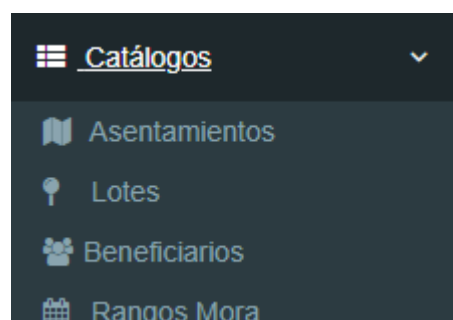 Catálogos
Asentamientos
Lotes
Beneficiarios
Rangos Mora